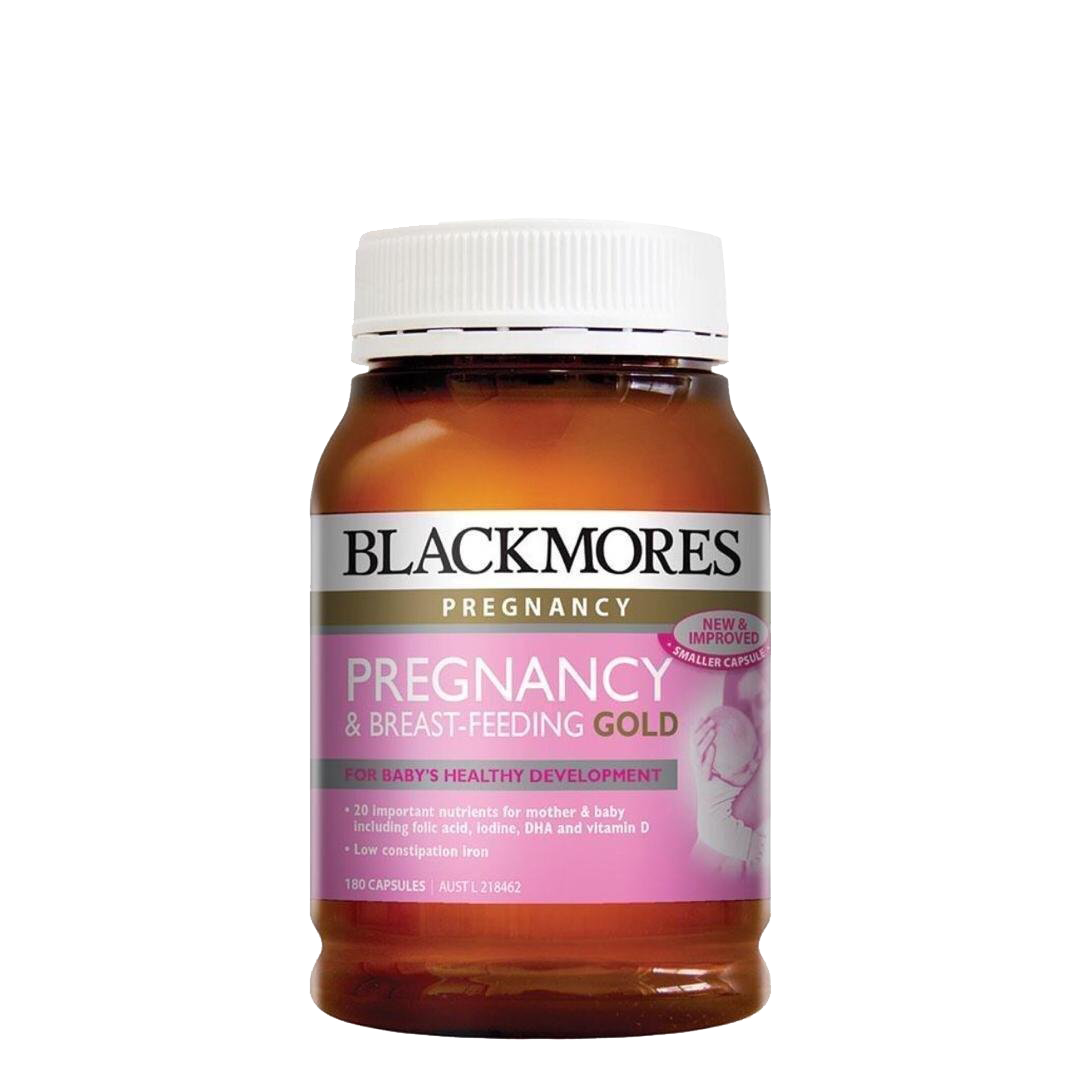 BLACKMORES
PREGNANCY
NEW &
IMPROVED
• SMALLER CAPSULE •
PREGNANCY
& BREAST-FEEDING GOLD
FOR BABY'S HEALTHY DEVELOPMENT
• 20 important nutrients for mother & baby
including folic acid, iodine, DHA and vitamin D
• Low constipation iron
180 CAPSULES | AUST L 218462